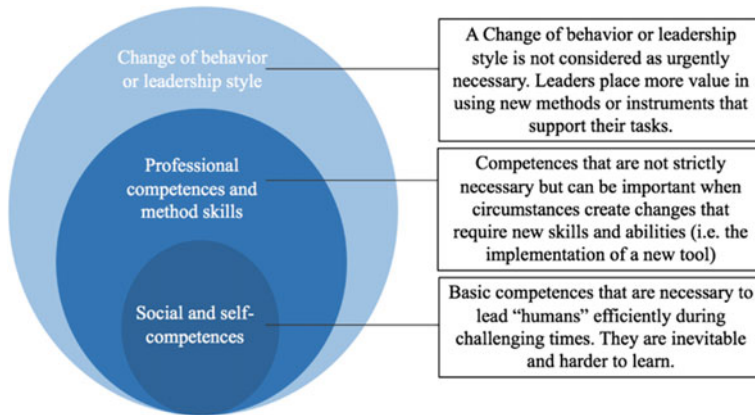 Change of behavior
or leadership style
A Change of behavior or leadership
style is not considered as urgently
necessary. Leaders place more value in
using new methods or instruments that
support their tasks.
Professional
competences and
method skills
Competences that are not strictly
necessary but can be important when
circumstances create changes that
require new skills and abilities (i.e. the
implementation of a new tool)
Social and self-
competences
Basic competences that are necessary to
lead “humans” efficiently during
challenging times. They are inevitable
and harder to learn.